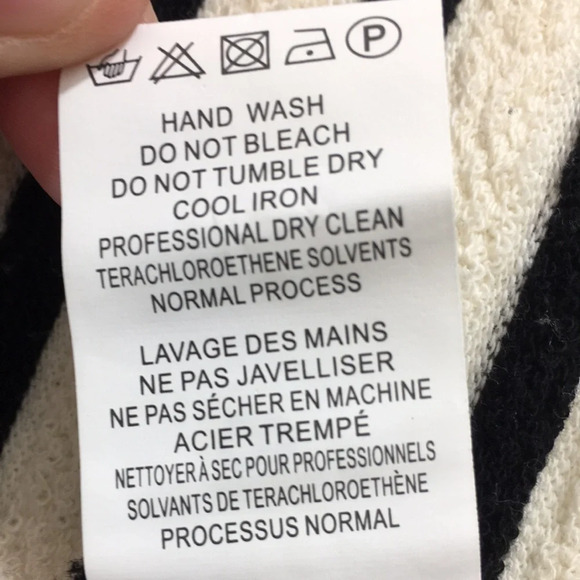 P
HAND WASH
DO NOT BLEACH
DO NOT TUMBLE DRY
COOL IRON
PROFESSIONAL DRY CLEAN
TERACHLOROETHENE SOLVENTS
NORMAL PROCESS
LAVAGE DES MAINS
NE PAS JAVELLISER
NE PAS SÉCHER EN MACHINE
ACIER TREMPÉ
NETTOYER À SEC POUR PROFESSIONNELS
SOLVANTS DE TERACHLOROETHÈNE
PROCESSUS NORMAL